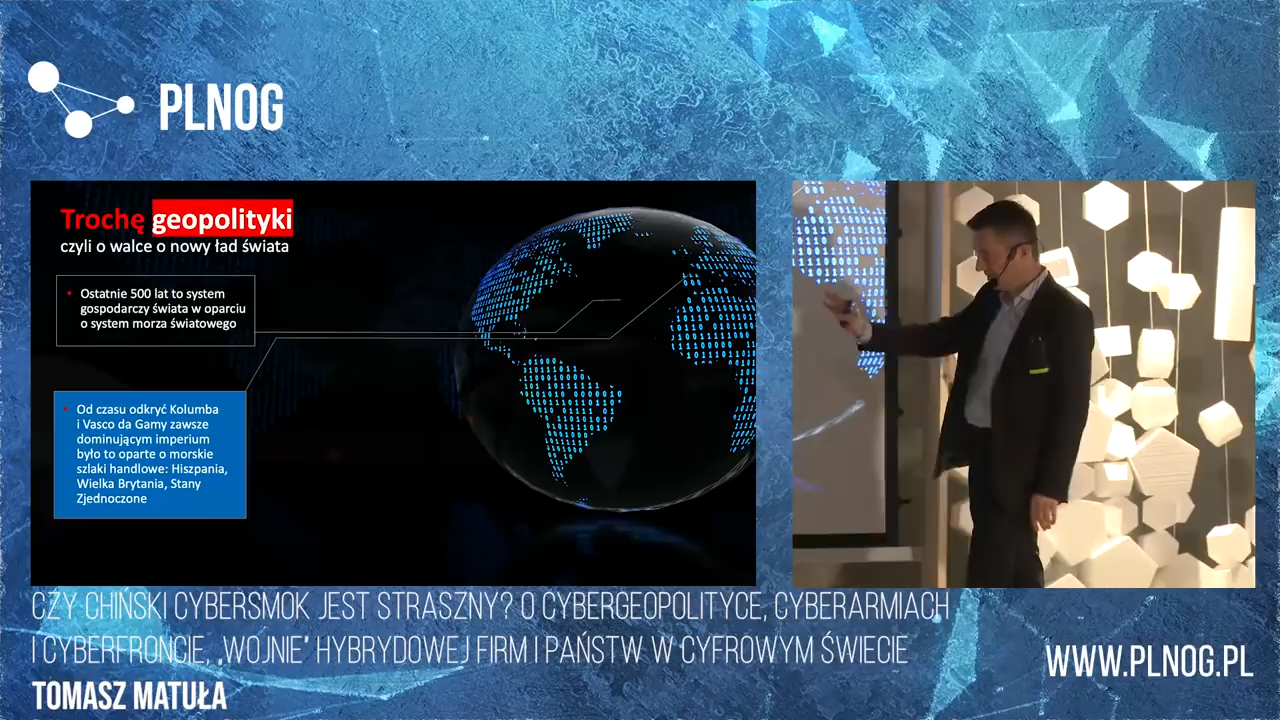 PLNOG
Trochę geopolityki
czyli o walce o nowy ład świata
Ostatnie 500 lat to system
gospodarczy świata w oparciu
o system morza światowego
Od czasu odkryć Kolumba
i Vasco da Gamy zawsze
dominującym imperium
było to oparte o morskie
szlaki handlowe: Hiszpania,
Wielka Brytania, Stany
Zjednoczone
CZY CHIŃSKI CYBERSMOK JEST STRASZNY? O CYBERGEOPOLITYCE, CYBERARMIACH
I CYBERFRONCIE, „WOJNIE” HYBRYDOWEJ FIRM I PAŃSTW W CYFROWYM ŚWIECIE
TOMASZ MATUŁA
WWW.PLNOG.PL